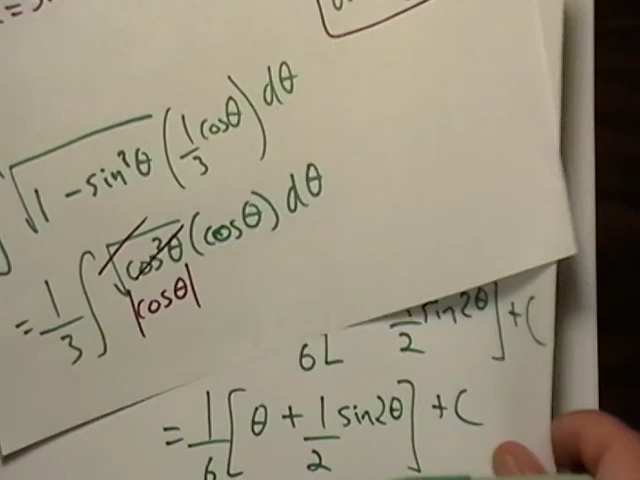 √1 - sin²θ (1/3 cosθ) dθ
= 1/3 ∫ √cos²θ (cosθ) dθ
|cosθ|
6[ 1/2 sin2θ] + C
= 1/6 [θ + 1/2 sin2θ] + C